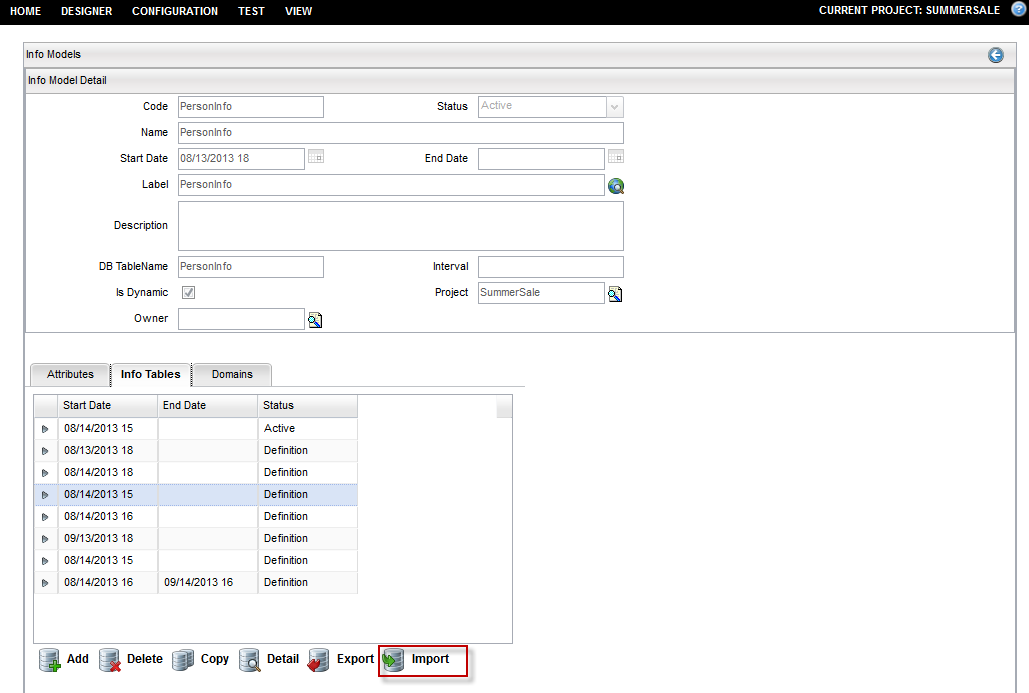 HOME DESIGNER CONFIGURATION TEST VIEW CURRENT PROJECT: SUMMERSALE
Info Models
Info Model Detail
Code PersonInfo Status Active
Name PersonInfo
Start Date 08/13/2013 18 End Date
Label PersonInfo
Description
DB TableName PersonInfo Interval
Is Dynamic Project SummerSale
Owner
Attributes Info Tables Domains
Start Date End Date Status
08/14/2013 15 Active
08/13/2013 18 Definition
08/14/2013 18 Definition
08/14/2013 15 Definition
08/14/2013 16 Definition
09/13/2013 18 Definition
08/14/2013 15 Definition
08/14/2013 16 09/14/2013 16 Definition
Add Delete Copy Detail Export Import